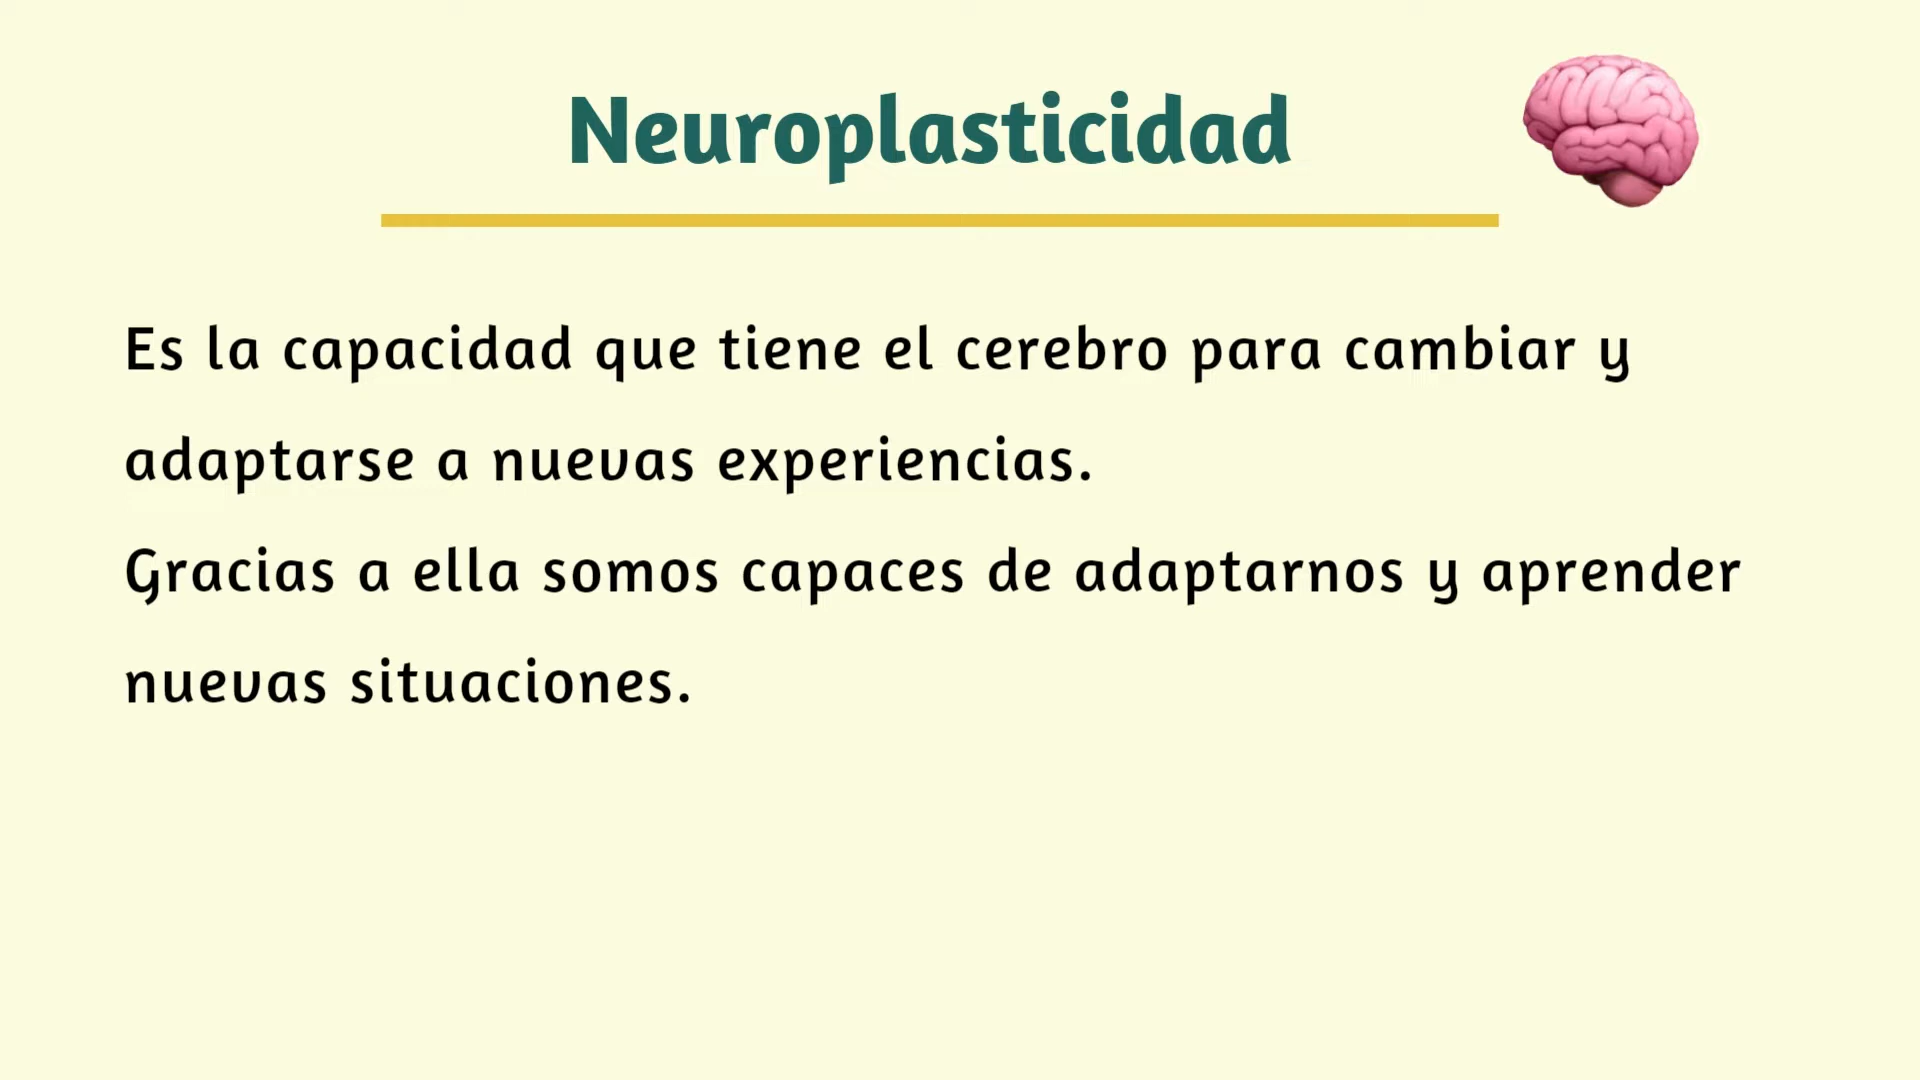 Neuroplasticidad
Es la capacidad que tiene el cerebro para cambiar y
adaptarse a nuevas experiencias.
Gracias a ella somos capaces de adaptarnos y aprender
nuevas situaciones.